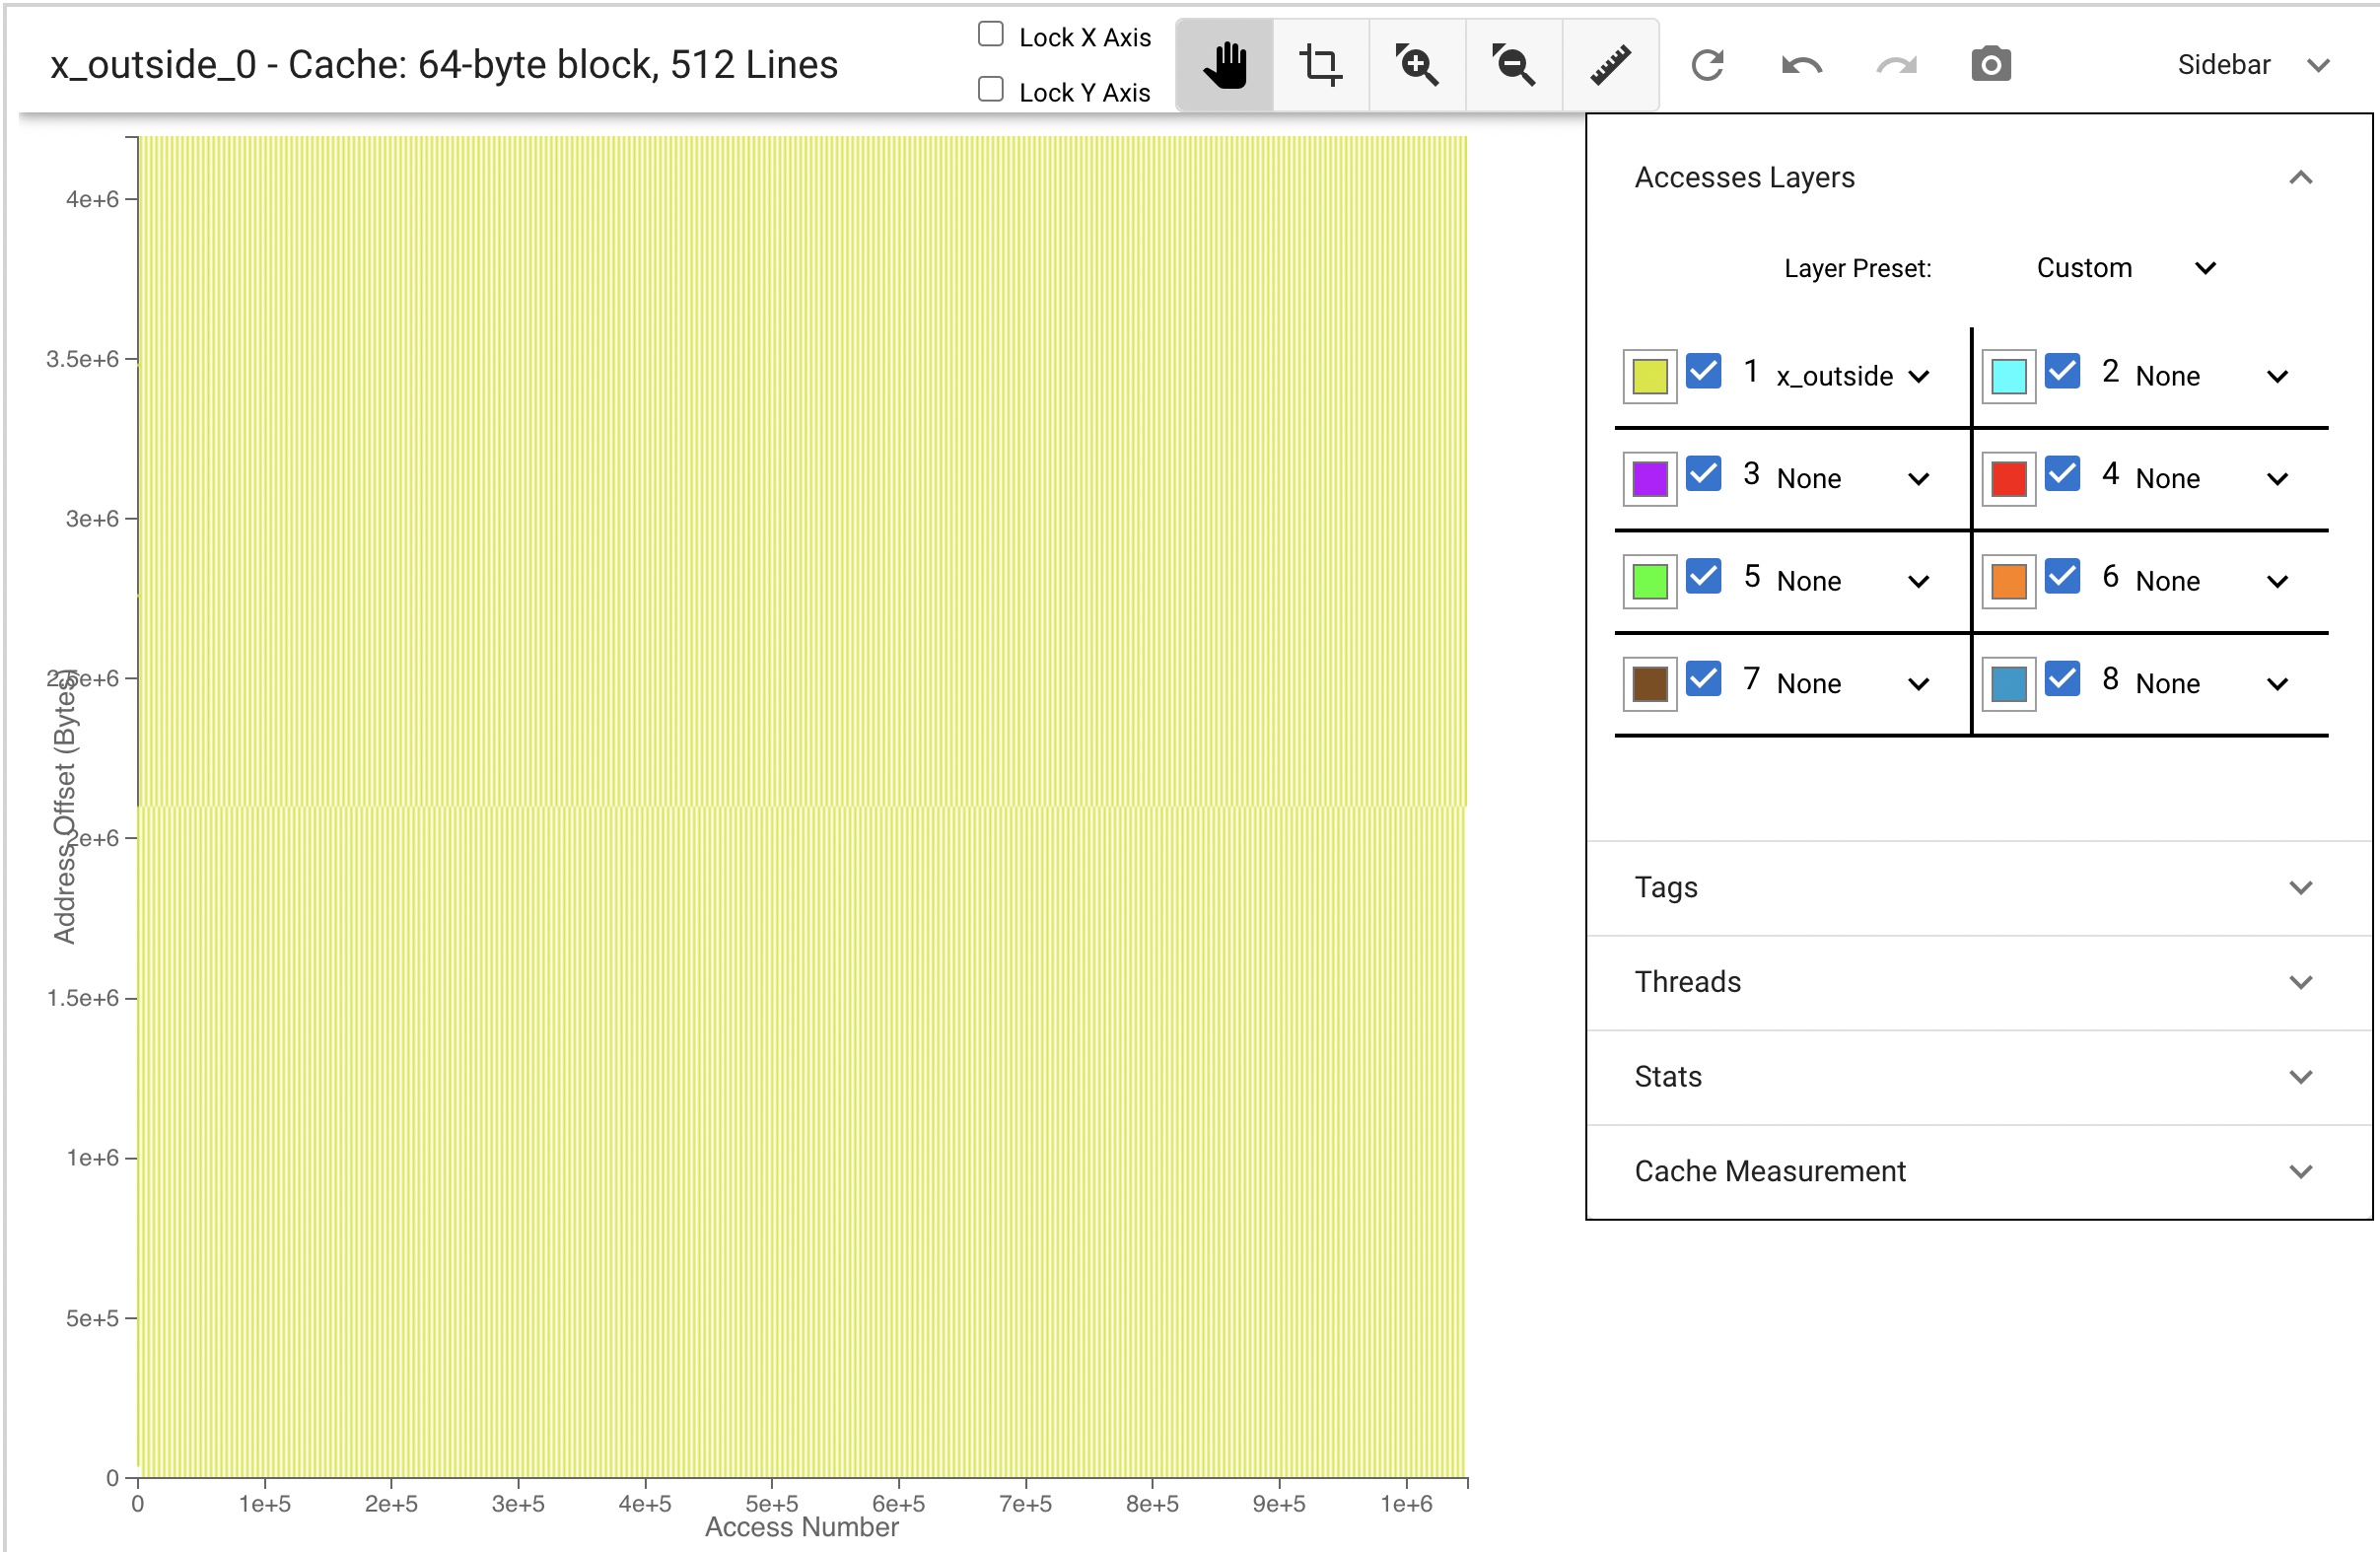 x_outside_0 - Cache: 64-byte block, 512 Lines
Lock X Axis
Lock Y Axis
Sidebar
Accesses Layers
Layer Preset: Custom
1 x_outside
2 None
3 None
4 None
5 None
6 None
7 None
8 None
Tags
Threads
Stats
Cache Measurement
Address Offset (Bytes)
4e+6
3.5e+6
3e+6
2.5e+6
2e+6
1.5e+6
1e+6
5e+5
0
0 1e+5 2e+5 3e+5 4e+5 5e+5 6e+5 7e+5 8e+5 9e+5 1e+6
Access Number